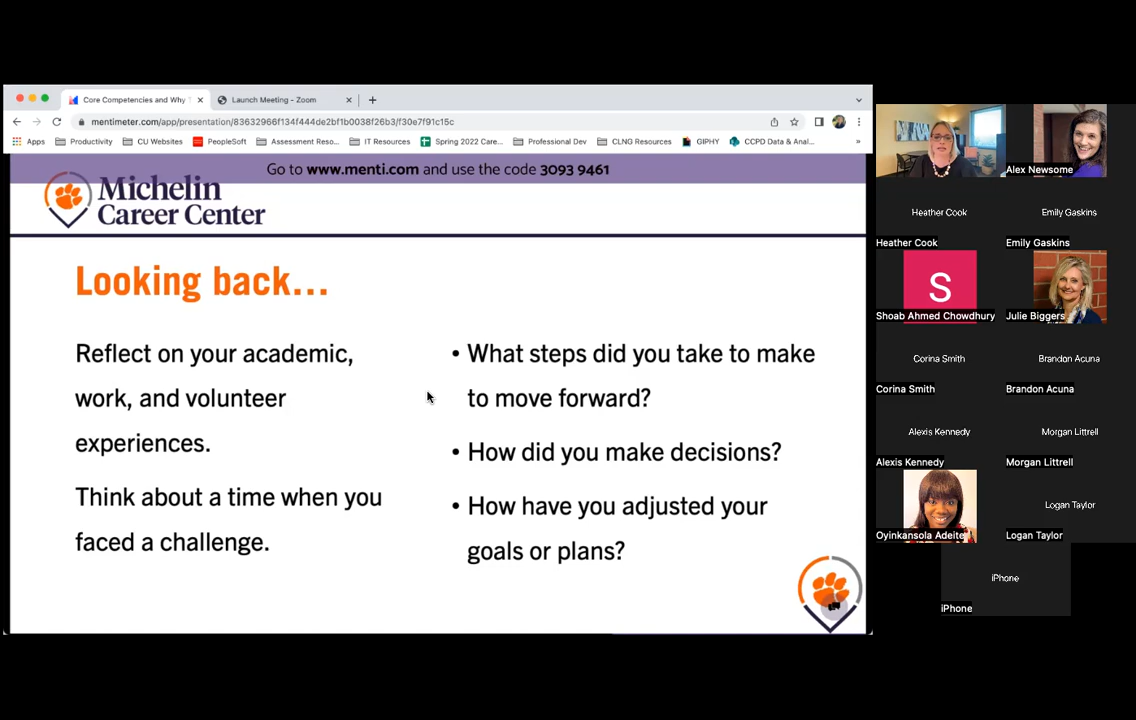 Core Competencies and Why
Launch Meeting - Zoom
mentimeter.com/app/presentation/83632966f134f444de2bf1b0038f26b3/f30e7f91c15c
Apps
Productivity
CU Websites
PeopleSoft
Assessment Reso...
IT Resources
Spring 2022 Care...
Professional Dev
CLNG Resources
GIPHY
CCPD Data & Anal...
»
Go to www.menti.com and use the code 3093 9461
Michelin
Career Center
Looking back...
Reflect on your academic,
work, and volunteer
experiences.
Think about a time when you
faced a challenge.
• What steps did you take to make
to move forward?
• How did you make decisions?
• How have you adjusted your
goals or plans?
Alex Newsome
Heather Cook
Heather Cook
Emily Gaskins
Emily Gaskins
S
Shoab Ahmed Chowdhury
Julie Biggers
Corina Smith
Corina Smith
Brandon Acuna
Brandon Acuna
Alexis Kennedy
Alexis Kennedy
Morgan Littrell
Morgan Littrell
Oyinkansola Adeite
Logan Taylor
Logan Taylor
iPhone
iPhone